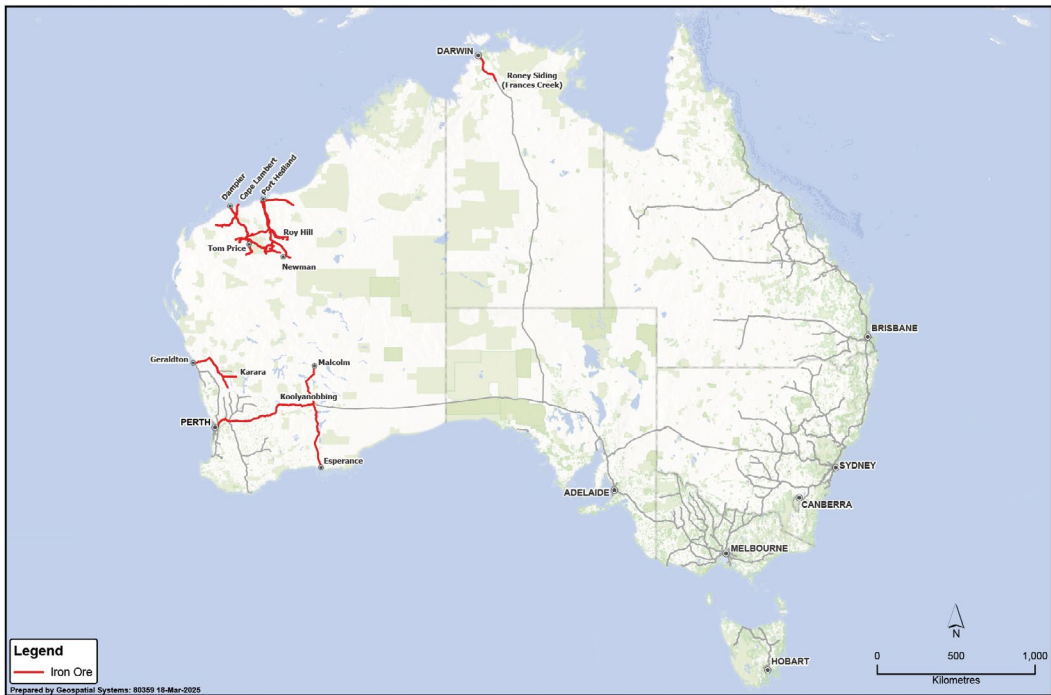 DARWIN
Roney Siding
(Frances Creek)
Dampier
Cape Lambert
Port Hedland
Roy Hill
Tom Price
Newman
BRISBANE
Geraldton
Karara
Malcolm
Koolyanobbing
PERTH
Esperance
SYDNEY
ADELAIDE
CANBERRA
MELBOURNE
N
HOBART
0 500 1,000
Kilometres
Legend
Iron Ore
Prepared by Geospatial Systems: 80359 18-Mar-2025